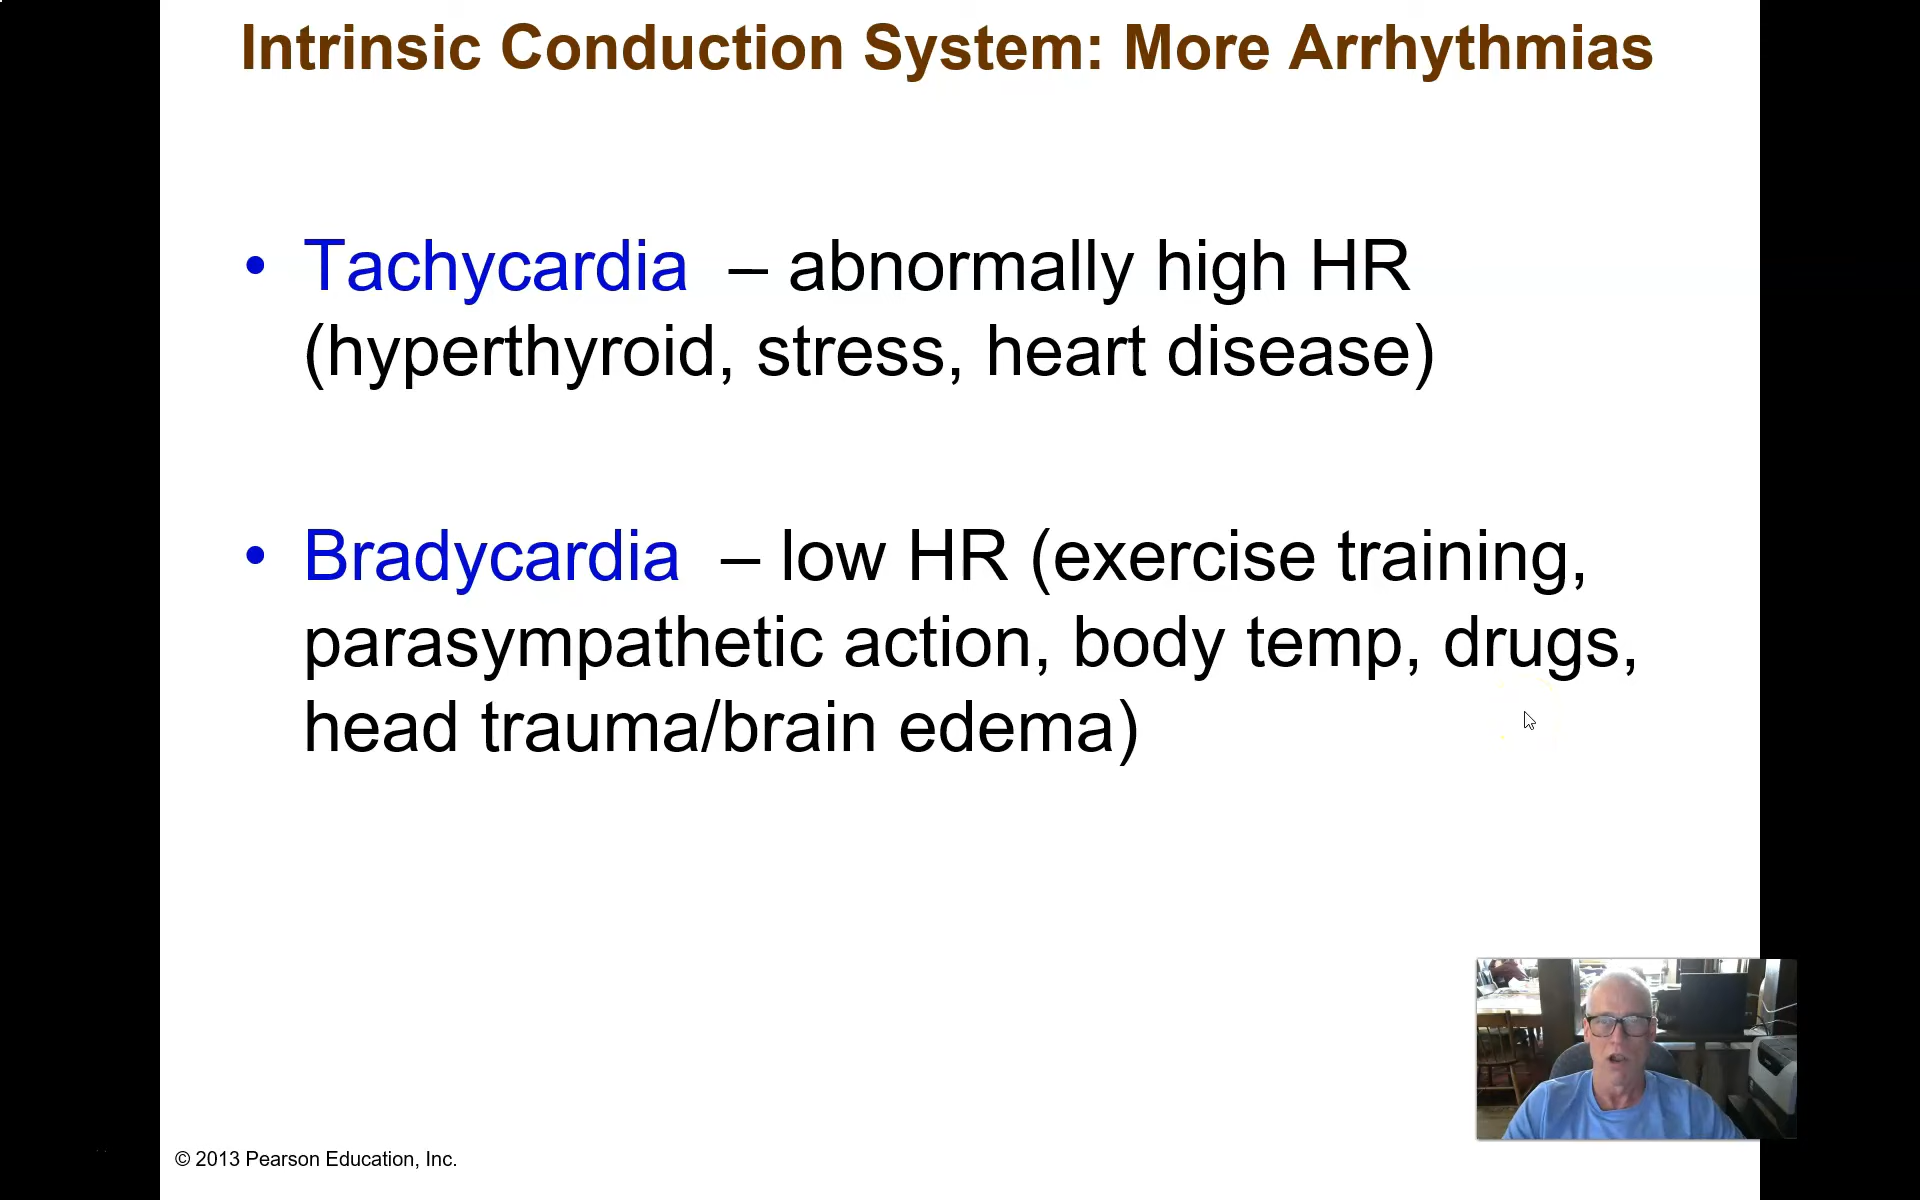 Intrinsic Conduction System: More Arrhythmias
• Tachycardia – abnormally high HR
(hyperthyroid, stress, heart disease)
• Bradycardia – low HR (exercise training,
parasympathetic action, body temp, drugs,
head trauma/brain edema)
© 2013 Pearson Education, Inc.